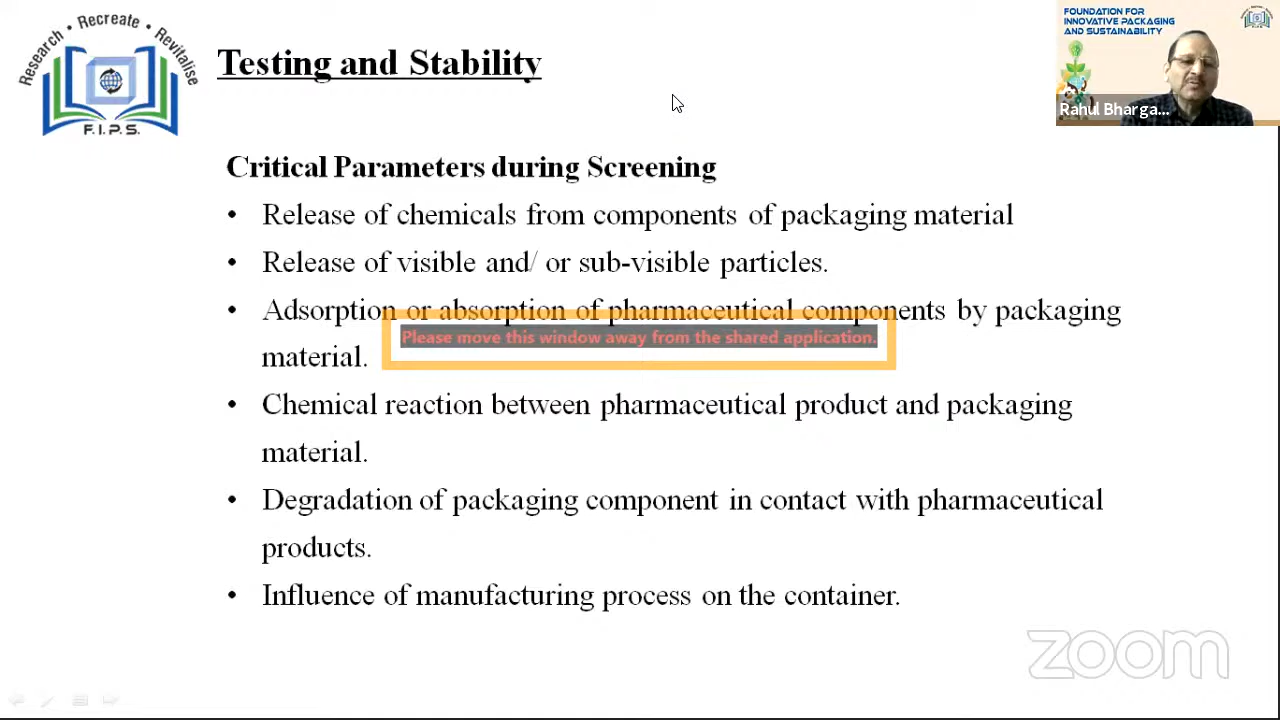 Research • Recreate • Revitalise
F.I.P.S.
Testing and Stability
FOUNDATION FOR
INNOVATIVE PACKAGING
AND SUSTAINABILITY
Rahul Bharga...
Critical Parameters during Screening
• Release of chemicals from components of packaging material
• Release of visible and/ or sub-visible particles.
• Adsorption or absorption of pharmaceutical components by packaging
Please move this window away from the shared application.
material.
• Chemical reaction between pharmaceutical product and packaging
material.
• Degradation of packaging component in contact with pharmaceutical
products.
• Influence of manufacturing process on the container.
zoom